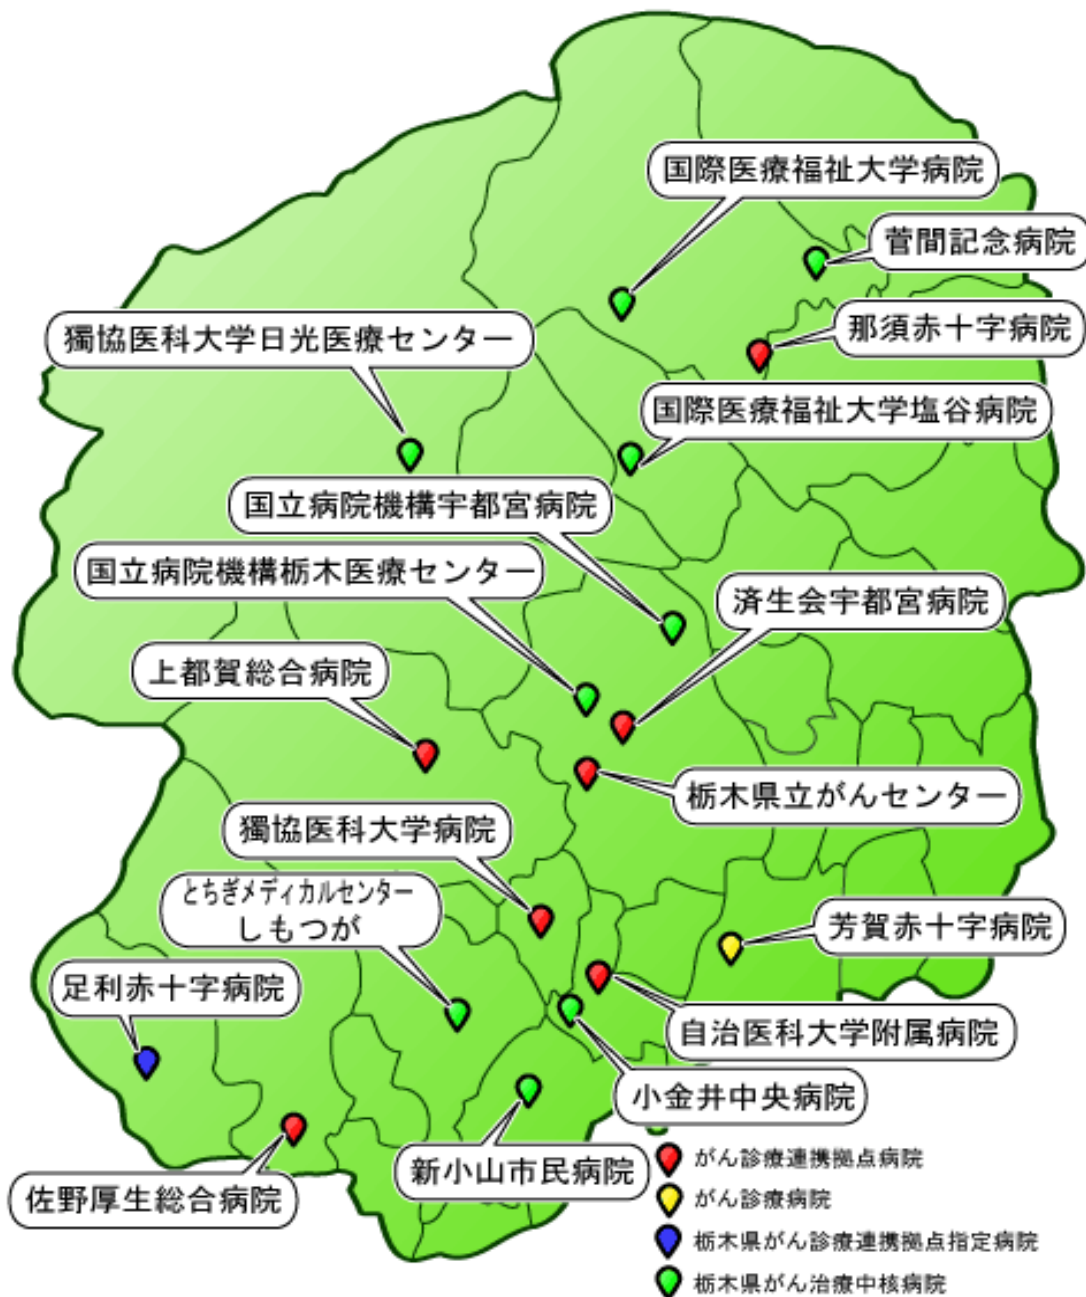 国際医療福祉大学病院
菅間記念病院
那須赤十字病院
獨協医科大学日光医療センター
国際医療福祉大学塩谷病院
国立病院機構宇都宮病院
国立病院機構栃木医療センター
済生会宇都宮病院
上都賀総合病院
栃木県立がんセンター
獨協医科大学病院
とちぎメディカルセンター
しもつが
芳賀赤十字病院
足利赤十字病院
自治医科大学附属病院
小金井中央病院
新小山市民病院
佐野厚生総合病院
がん診療連携拠点病院
がん診療病院
栃木県がん診療連携拠点指定病院
栃木県がん治療中核病院